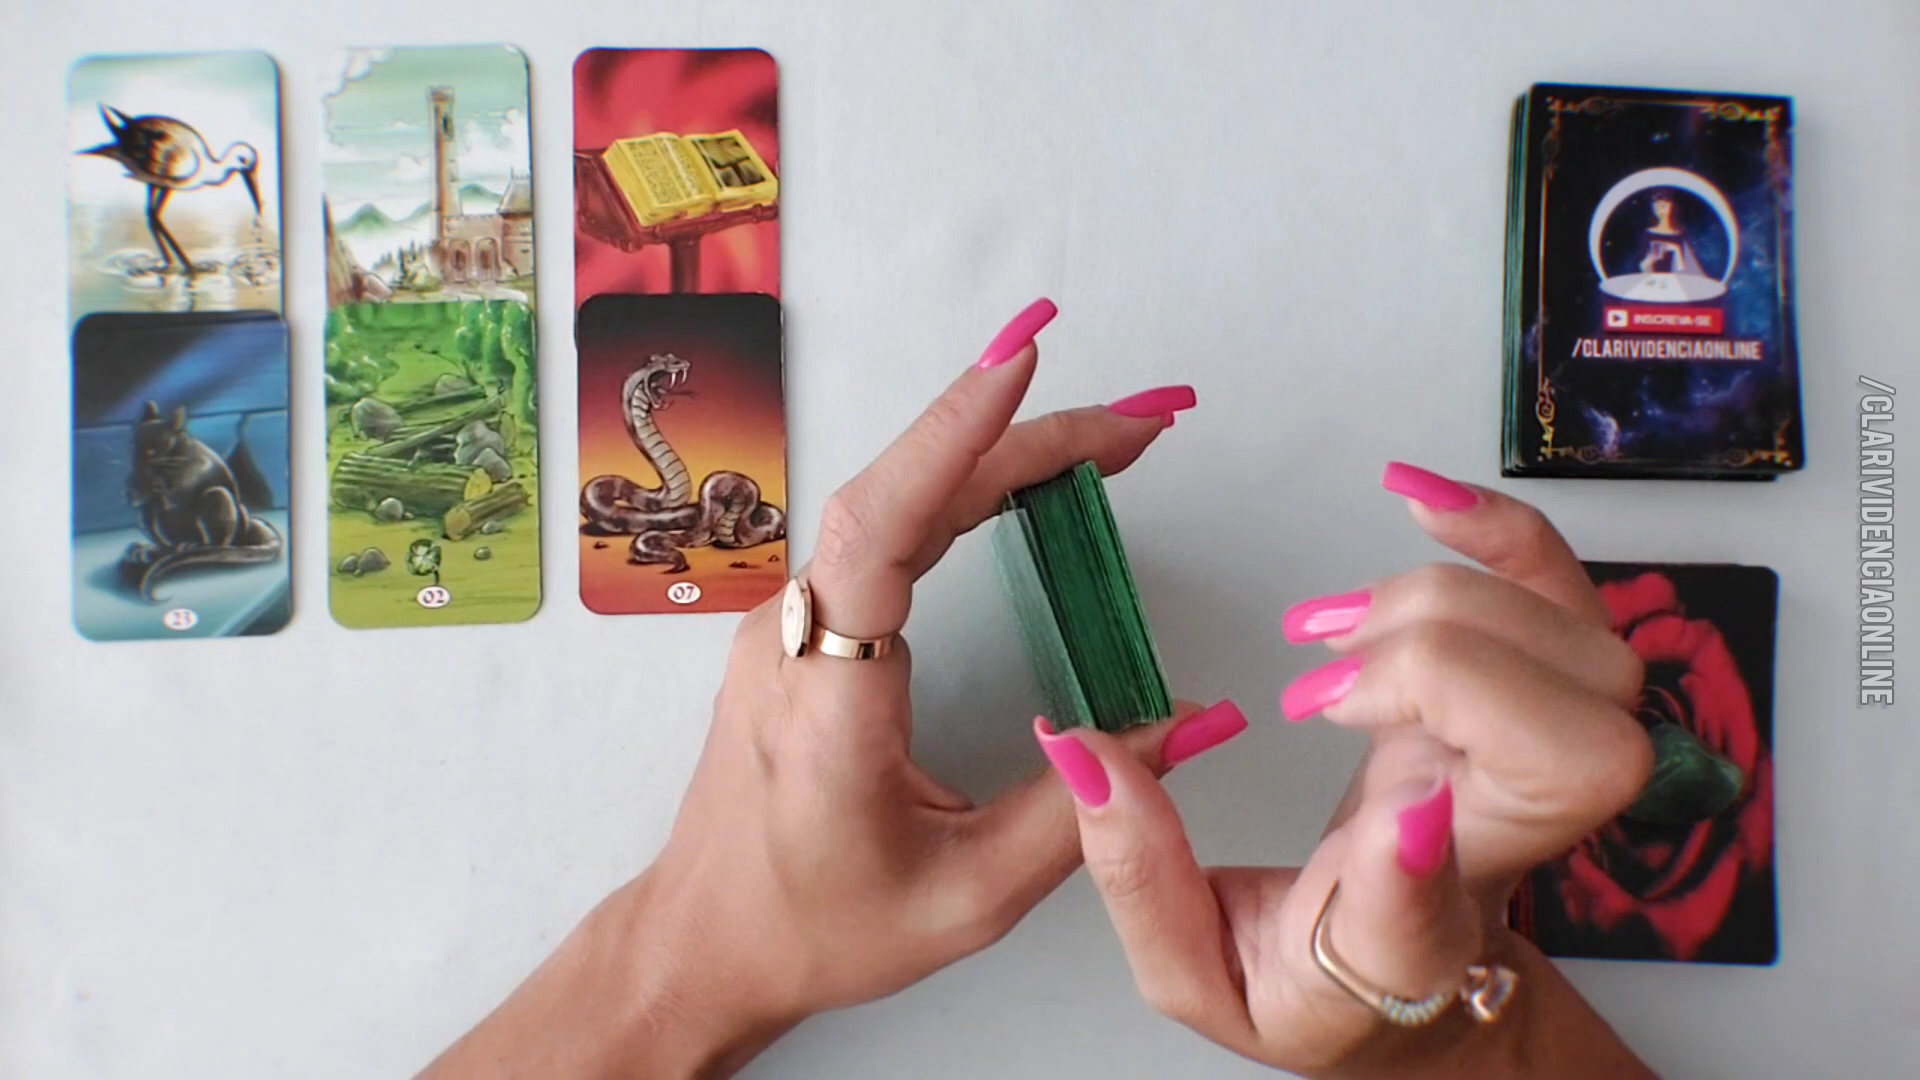 23
02
07
INSCREVA-SE
/CLARIVIDENCIAONLINE
/CLARIVIDENCIAONLINE